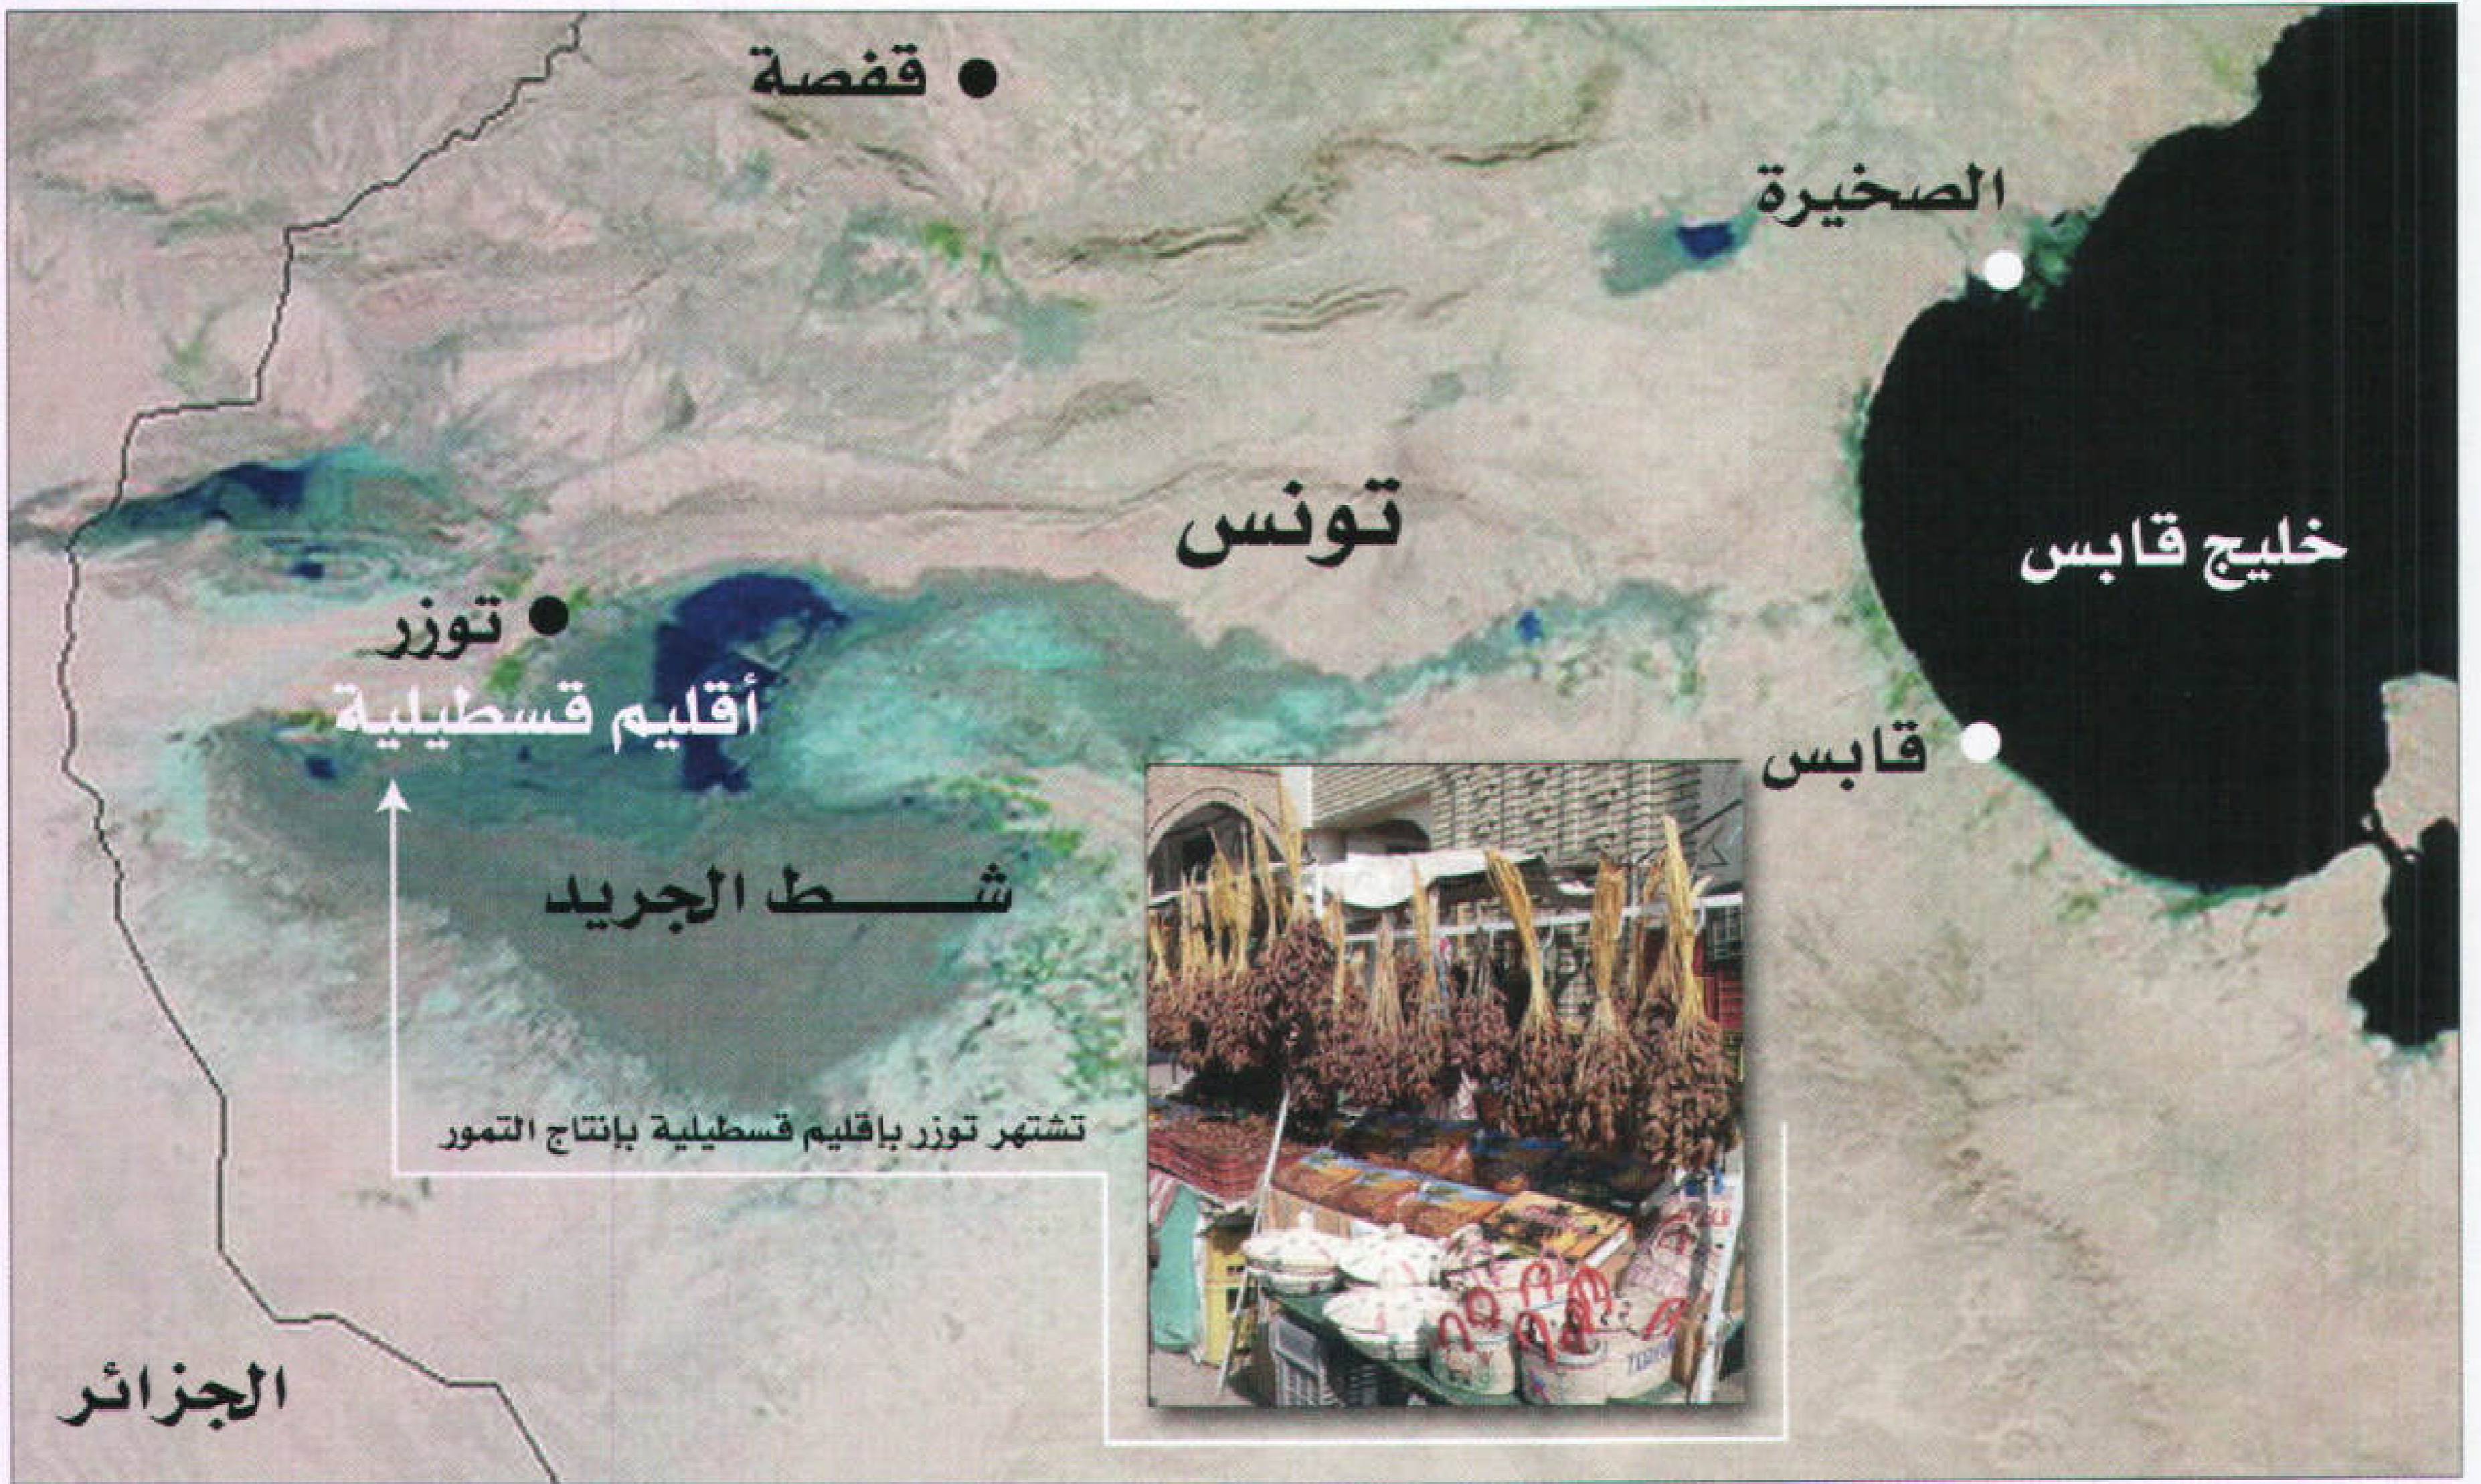 قفصة
الصخيرة
تونس
خليج قابس
توزر
أقليم قسطيلية
قابس
شط الجريد
تشتهر توزر بإقليم قسطيلية بإنتاج التمور
الجزائر